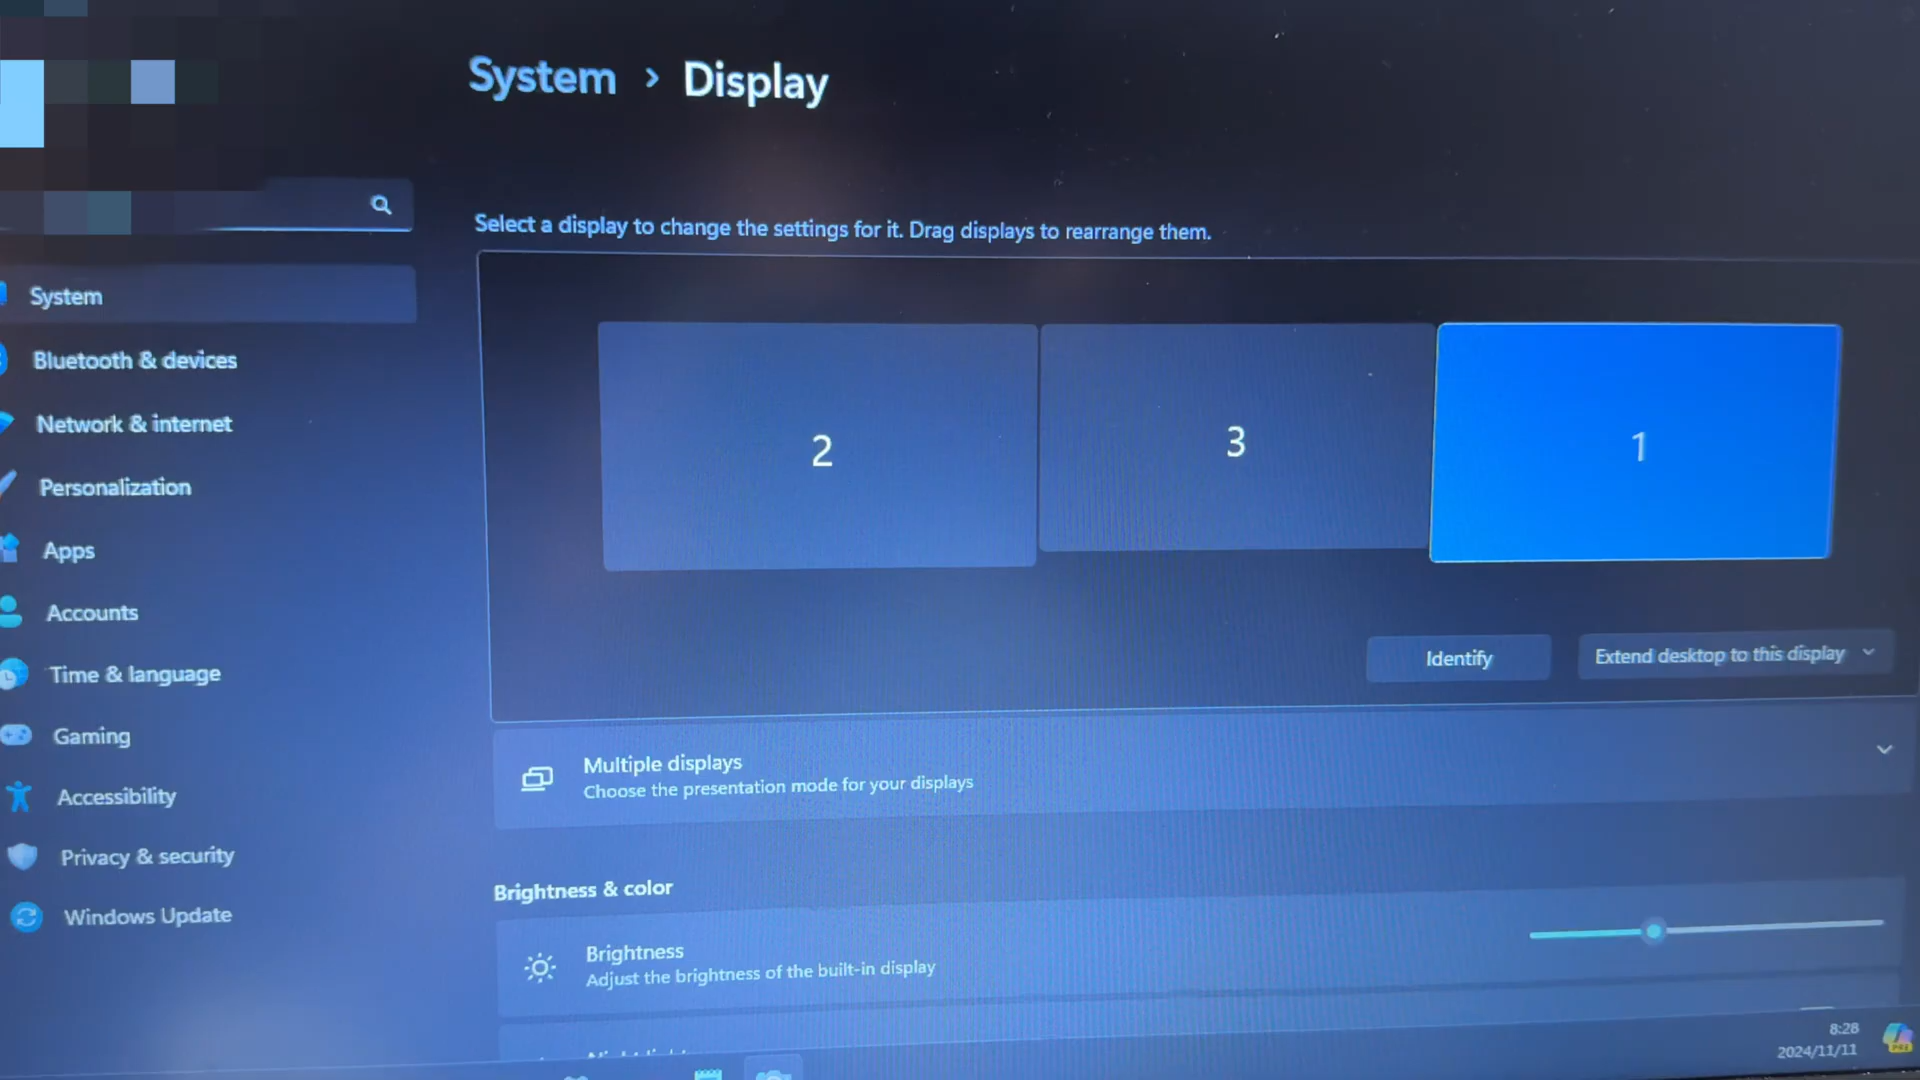 System > Display
Select a display to change the settings for it. Drag displays to rearrange them.
System
Bluetooth & devices
Network & internet
Personalization
Apps
Accounts
Time & language
Gaming
Accessibility
Privacy & security
Windows Update
2
3
1
Identify
Extend desktop to this display
Multiple displays
Choose the presentation mode for your displays
Brightness & color
Brightness
Adjust the brightness of the built-in display
8:28
2024/11/11
PRE